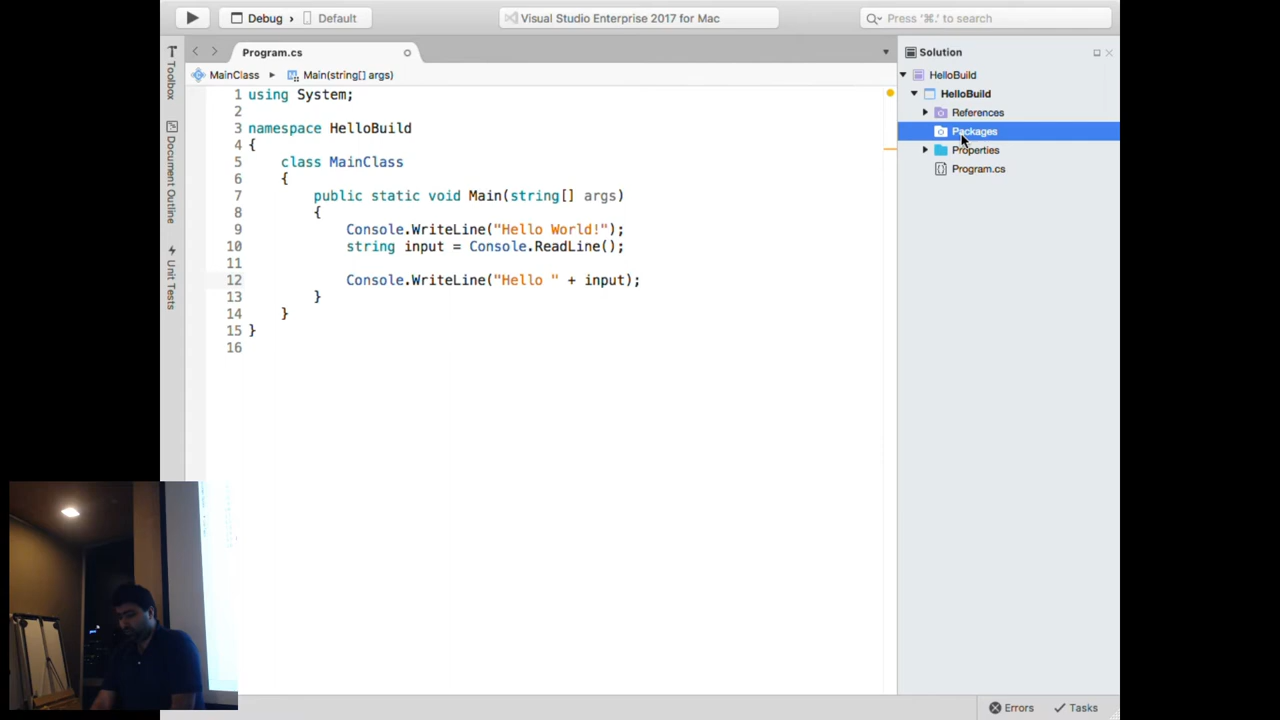 Debug › Default
Visual Studio Enterprise 2017 for Mac
Press '⌘.' to search
Toolbox
Document Outline
Unit Tests
Program.cs
MainClass ▸ Main(string[] args)
1 using System;
2
3 namespace HelloBuild
4 {
5 class MainClass
6 {
7 public static void Main(string[] args)
8 {
9 Console.WriteLine("Hello World!");
10 string input = Console.ReadLine();
11
12 Console.WriteLine("Hello " + input);
13 }
14 }
15 }
16
Solution
HelloBuild
HelloBuild
References
Packages
Properties
Program.cs
Errors
Tasks